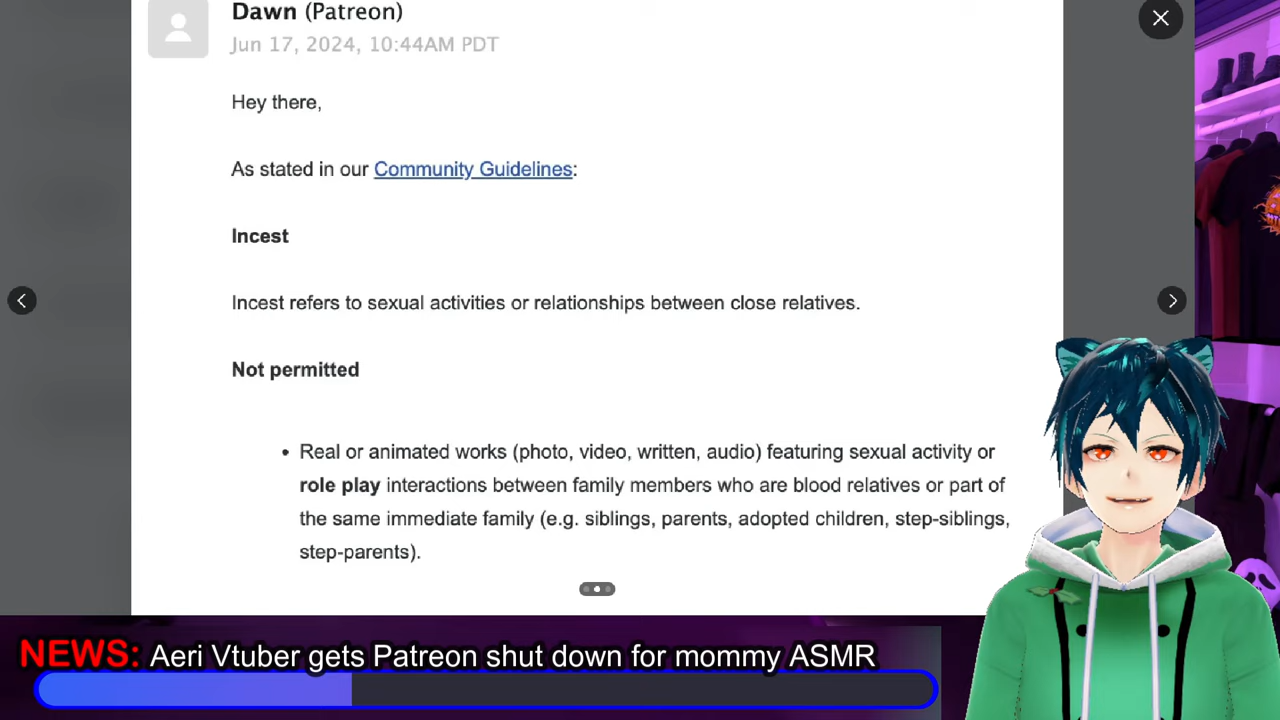 Dawn (Patreon)
Jun 17, 2024, 10:44AM PDT
Hey there,
As stated in our Community Guidelines:
Incest
Incest refers to sexual activities or relationships between close relatives.
Not permitted
• Real or animated works (photo, video, written, audio) featuring sexual activity or
role play interactions between family members who are blood relatives or part of
the same immediate family (e.g. siblings, parents, adopted children, step-siblings,
step-parents).
NEWS: Aeri Vtuber gets Patreon shut down for mommy ASMR